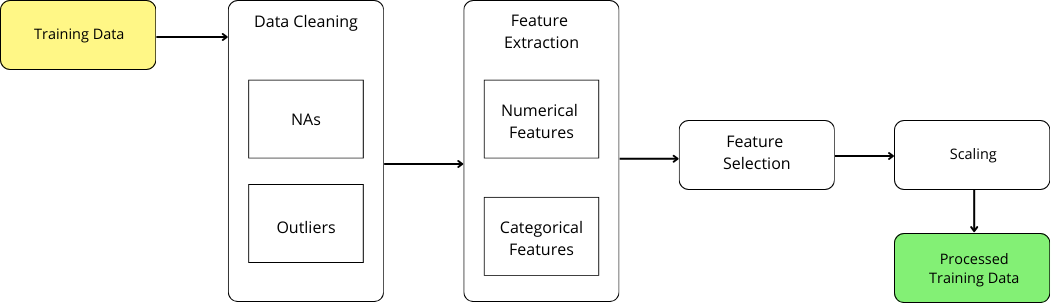 Training Data
Data Cleaning
NAs
Outliers
Feature
Extraction
Numerical
Features
Categorical
Features
Feature
Selection
Scaling
Processed
Training Data